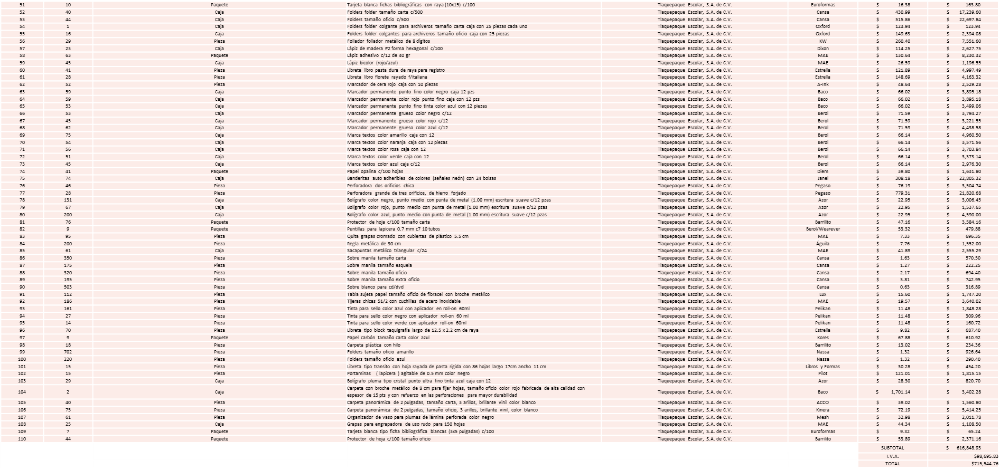 51 10 Paquete Tarjeta blanca fichas bibliográficas con raya (10x15) c/100 Tlaquepaque Escolar, S.A. de C.V. Euroformas $ 16.38 $ 163.80
52 40 Caja Folders folder tamaño carta c/500 Tlaquepaque Escolar, S.A. de C.V. Cansa $ 430.99 $ 17,239.60
53 44 Caja Folders tamaño oficio c/500 Tlaquepaque Escolar, S.A. de C.V. Cansa $ 515.86 $ 22,697.84
54 1 Caja Folders folder colgante para archiveros tamaño carta caja con 25 piezas cada uno Tlaquepaque Escolar, S.A. de C.V. Oxford $ 123.94 $ 123.94
55 16 Caja Folders folder colgantes para archiveros tamaño oficio caja con 25 piezas Tlaquepaque Escolar, S.A. de C.V. Oxford $ 149.63 $ 2,394.08
56 29 Pieza Foliador foliador metálico de 8 dígitos Tlaquepaque Escolar, S.A. de C.V. KW $ 260.40 $ 7,551.60
57 23 Caja Lápiz de madera #2 forma hexagonal c/100 Tlaquepaque Escolar, S.A. de C.V. Dixon $ 114.25 $ 2,627.75
58 63 Paquete Lápiz adhesivo c/12 de 40 gr Tlaquepaque Escolar, S.A. de C.V. MAE $ 130.64 $ 8,230.32
59 45 Caja Lápiz bicolor (rojo/azul) Tlaquepaque Escolar, S.A. de C.V. MAE $ 26.59 $ 1,196.55
60 41 Pieza Libreta libro pasta dura de raya para registro Tlaquepaque Escolar, S.A. de C.V. Estrella $ 121.89 $ 4,997.49
61 28 Pieza Libreta libro florete rayado f/italiana Tlaquepaque Escolar, S.A. de C.V. Estrella $ 148.69 $ 4,163.32
62 52 Pieza Marcador de cera rojo caja con 10 piezas Tlaquepaque Escolar, S.A. de C.V. A-Ink $ 48.64 $ 2,529.28
63 59 Caja Marcador permanente punto fino color negro caja 12 pzs Tlaquepaque Escolar, S.A. de C.V. Baco $ 66.02 $ 3,895.18
64 59 Caja Marcador permanente color rojo punto fino caja con 12 pzs Tlaquepaque Escolar, S.A. de C.V. Baco $ 66.02 $ 3,895.18
65 53 Caja Marcador permanente punto fino tinta color azul con 12 piezas Tlaquepaque Escolar, S.A. de C.V. Baco $ 66.02 $ 3,499.06
66 53 Caja Marcador permanente grueso color negro c/12 Tlaquepaque Escolar, S.A. de C.V. Berol $ 71.59 $ 3,794.27
67 45 Caja Marcador permanente grueso color rojo c/12 Tlaquepaque Escolar, S.A. de C.V. Berol $ 71.59 $ 3,221.55
68 62 Caja Marcador permanente grueso color azul c/12 Tlaquepaque Escolar, S.A. de C.V. Berol $ 71.59 $ 4,438.58
69 75 Caja Marca textos color amarillo caja con 12 Tlaquepaque Escolar, S.A. de C.V. Berol $ 66.14 $ 4,960.50
70 54 Caja Marca textos color naranja caja con 12 piezas Tlaquepaque Escolar, S.A. de C.V. Berol $ 66.14 $ 3,571.56
71 56 Caja Marca textos color rosa caja con 12 Tlaquepaque Escolar, S.A. de C.V. Berol $ 66.14 $ 3,703.84
72 51 Caja Marca textos color verde caja con 12 Tlaquepaque Escolar, S.A. de C.V. Berol $ 66.14 $ 3,373.14
73 45 Caja Marca textos color azul caja c/12 Tlaquepaque Escolar, S.A. de C.V. Berol $ 66.14 $ 2,976.30
74 41 Paquete Papel opalina c/100 hojas Tlaquepaque Escolar, S.A. de C.V. Diem $ 39.80 $ 1,631.80
75 74 Caja Banderitas auto adheribles de colores (señales neón) con 24 bolsas Tlaquepaque Escolar, S.A. de C.V. Janel $ 308.18 $ 22,805.32
76 46 Pieza Perforadora dos orificios chica Tlaquepaque Escolar, S.A. de C.V. Pegaso $ 76.19 $ 3,504.74
77 28 Pieza Perforadora grande de tres orificios, de hierro forjado Tlaquepaque Escolar, S.A. de C.V. Pegaso $ 779.31 $ 21,820.68
78 131 Caja Bolígrafo color negro, punto medio con punta de metal (1.00 mm) escritura suave c/12 pzas Tlaquepaque Escolar, S.A. de C.V. Azor $ 22.95 $ 3,006.45
79 67 Caja Bolígrafo color rojo, punto medio con punta de metal (1.00 mm) escritura suave c/12 pzas Tlaquepaque Escolar, S.A. de C.V. Azor $ 22.95 $ 1,537.65
80 200 Caja Bolígrafo color azul, punto medio con punta de metal (1.00 mm) escritura suave c/12 pzas Tlaquepaque Escolar, S.A. de C.V. Azor $ 22.95 $ 4,590.00
81 76 Paquete Protector de hoja c/100 tamaño carta Tlaquepaque Escolar, S.A. de C.V. Barrilito $ 47.16 $ 3,584.16
82 9 Paquete Puntillas para lapicera 0.7 mm c7 10 tubos Tlaquepaque Escolar, S.A. de C.V. Berol/Wearever $ 53.32 $ 479.88
83 95 Pieza Quita grapas cromado con cubiertas de plástico 5.5 cm Tlaquepaque Escolar, S.A. de C.V. MAE $ 7.33 $ 696.35
84 200 Pieza Regla metálica de 30 cm Tlaquepaque Escolar, S.A. de C.V. Águila $ 7.76 $ 1,552.00
85 61 Caja Sacapuntas metálico triangular c/24 Tlaquepaque Escolar, S.A. de C.V. MAE $ 41.89 $ 2,555.29
86 350 Pieza Sobre manila tamaño carta Tlaquepaque Escolar, S.A. de C.V. Cansa $ 1.63 $ 570.50
87 175 Pieza Sobre manila tamaño esquela Tlaquepaque Escolar, S.A. de C.V. Cansa $ 1.27 $ 222.25
88 320 Pieza Sobre manila tamaño oficio Tlaquepaque Escolar, S.A. de C.V. Cansa $ 2.17 $ 694.40
89 195 Pieza Sobre manila tamaño extra oficio Tlaquepaque Escolar, S.A. de C.V. Cansa $ 3.81 $ 742.95
90 503 Pieza Sobre blanco para cd/dvd Tlaquepaque Escolar, S.A. de C.V. Cansa $ 0.63 $ 316.89
91 112 Pieza Tabla sujeta papel tamaño oficio de fibracel con broche metálico Tlaquepaque Escolar, S.A. de C.V. Lux $ 15.60 $ 1,747.20
92 186 Pieza Tijeras chicas 51/2 con cuchillas de acero inoxidable Tlaquepaque Escolar, S.A. de C.V. MAE $ 19.57 $ 3,640.02
93 161 Pieza Tinta para sello color azul con aplicador en roll-on 60ml Tlaquepaque Escolar, S.A. de C.V. Pelikan $ 11.48 $ 1,848.28
94 27 Pieza Tinta para sello color negro con aplicador roll-on 60 ml Tlaquepaque Escolar, S.A. de C.V. Pelikan $ 11.48 $ 309.96
95 14 Pieza Tinta para sello color verde con aplicador roll-on 60ml Tlaquepaque Escolar, S.A. de C.V. Pelikan $ 11.48 $ 160.72
96 70 Pieza Libreta tipo block taquigrafía largo de 12.5 x 2.2 cm de raya Tlaquepaque Escolar, S.A. de C.V. Estrella $ 9.82 $ 687.40
97 9 Paquete Papel carbón tamaño carta color azul Tlaquepaque Escolar, S.A. de C.V. Kores $ 67.88 $ 610.92
98 18 Pieza Carpeta plástica con hilo Tlaquepaque Escolar, S.A. de C.V. Barrilito $ 13.02 $ 234.36
99 702 Pieza Folders tamaño oficio amarillo Tlaquepaque Escolar, S.A. de C.V. Nassa $ 1.32 $ 926.64
100 220 Pieza Folders tamaño oficio azul Tlaquepaque Escolar, S.A. de C.V. Nassa $ 1.32 $ 290.40
101 15 Pieza Libreta tipo transito con hoja rayada de pasta rígida con 86 hojas largo 17cm ancho 11 cm Tlaquepaque Escolar, S.A. de C.V. Libros y Formas $ 30.28 $ 454.20
102 15 Pieza Portaminas ( lapicera ) agitable de 0.5 mm color negro Tlaquepaque Escolar, S.A. de C.V. Pilot $ 121.01 $ 1,815.15
103 29 Caja Bolígrafo pluma tipo cristal punto ultra fino tinta azul caja con 12 Tlaquepaque Escolar, S.A. de C.V. Azor $ 28.30 $ 820.70
104 2 Caja Carpeta con broche metálico de 8 cm para fijar hojas, tamaño oficio color rojo fabricada de alta calidad con
espesor de 15 pts y con refuerzo en las perforaciones para mayor durabilidad Tlaquepaque Escolar, S.A. de C.V. Baco $ 1,701.14 $ 3,402.28
105 40 Pieza Carpeta panorámica de 2 pulgadas, tamaño carta, 3 arillos, brillante vinil color blanco Tlaquepaque Escolar, S.A. de C.V. ACCO $ 39.02 $ 1,560.80
106 75 Pieza Carpeta panorámica de 2 pulgadas, tamaño oficio, 3 arillos, brillante vinil, color blanco Tlaquepaque Escolar, S.A. de C.V. Kinera $ 72.19 $ 5,414.25
107 61 Pieza Organizador de vaso para plumas de lámina perforada color negro Tlaquepaque Escolar, S.A. de C.V. Mesh $ 32.98 $ 2,011.78
108 25 Caja Grapas para engrapadora de uso rudo para 150 hojas Tlaquepaque Escolar, S.A. de C.V. MAE $ 44.34 $ 1,108.50
109 7 Paquete Tarjeta blanca tipo ficha bibliográfica blancas (3x5 pulgadas) c/100 Tlaquepaque Escolar, S.A. de C.V. Euroformas $ 9.32 $ 65.24
110 44 Paquete Protector de hoja c/100 tamaño oficio Tlaquepaque Escolar, S.A. de C.V. Barrilito $ 53.89 $ 2,371.16
SUBTOTAL $ 616,848.93
I.V.A. $98,695.83
TOTAL $715,544.76